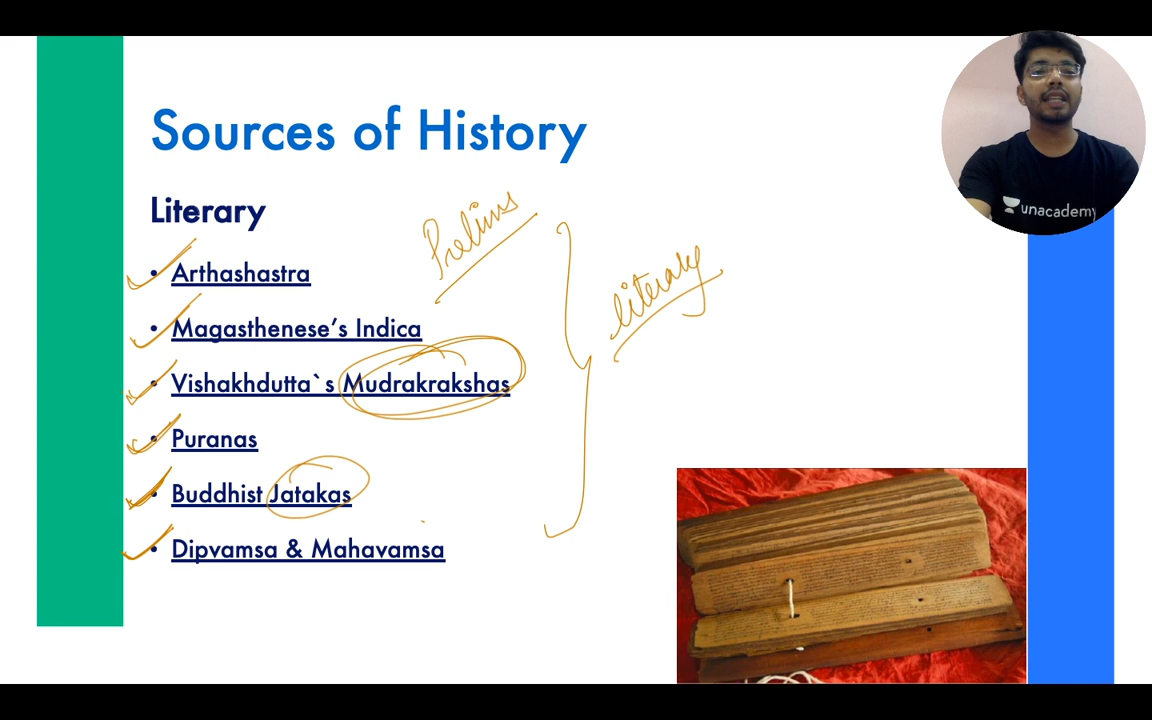 Sources of History
unacademy
Literary
Prelims
• Arthashastra
literary
• Magasthenese's Indica
• Vishakhdutta`s Mudrakrakshas
• Puranas
• Buddhist Jatakas
• Dipvamsa & Mahavamsa